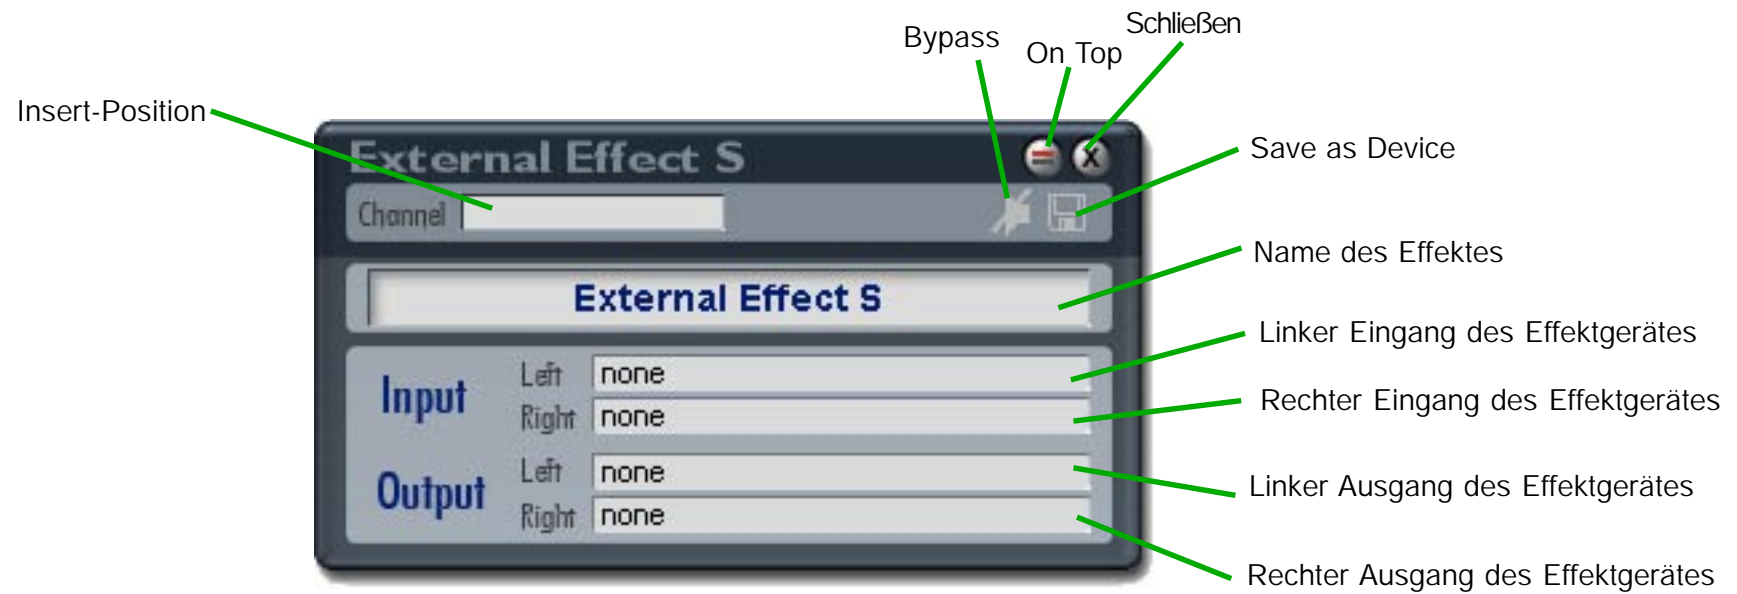 Schließen
Bypass
On Top
Insert-Position
External Effect S
Save as Device
Channel
Name des Effektes
External Effect S
Linker Eingang des Effektgerätes
Input
Left none
Rechter Eingang des Effektgerätes
Right none
Output
Left none
Linker Ausgang des Effektgerätes
Right none
Rechter Ausgang des Effektgerätes